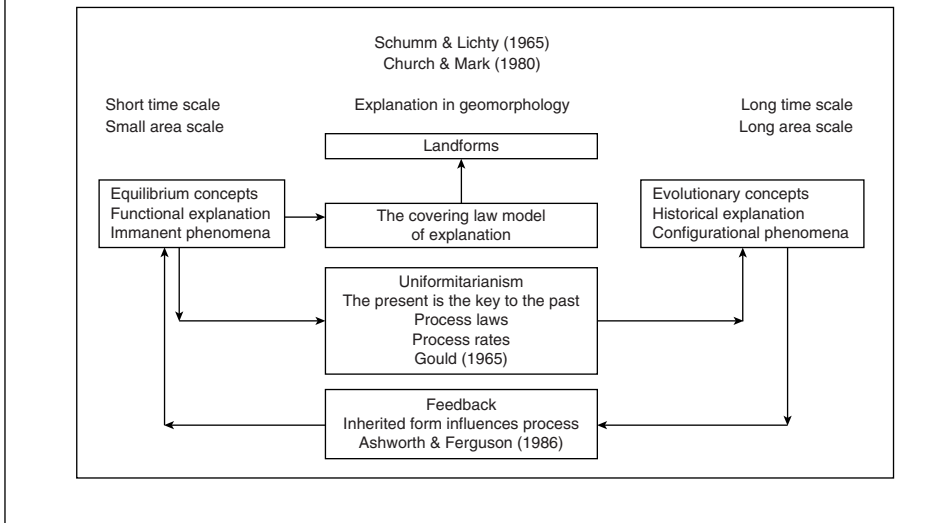 Schumm & Lichty (1965)
Church & Mark (1980)
Short time scale
Small area scale
Explanation in geomorphology
Long time scale
Long area scale
Landforms
Equilibrium concepts
Functional explanation
Immanent phenomena
The covering law model
of explanation
Evolutionary concepts
Historical explanation
Configurational phenomena
Uniformitarianism
The present is the key to the past
Process laws
Process rates
Gould (1965)
Feedback
Inherited form influences process
Ashworth & Ferguson (1986)